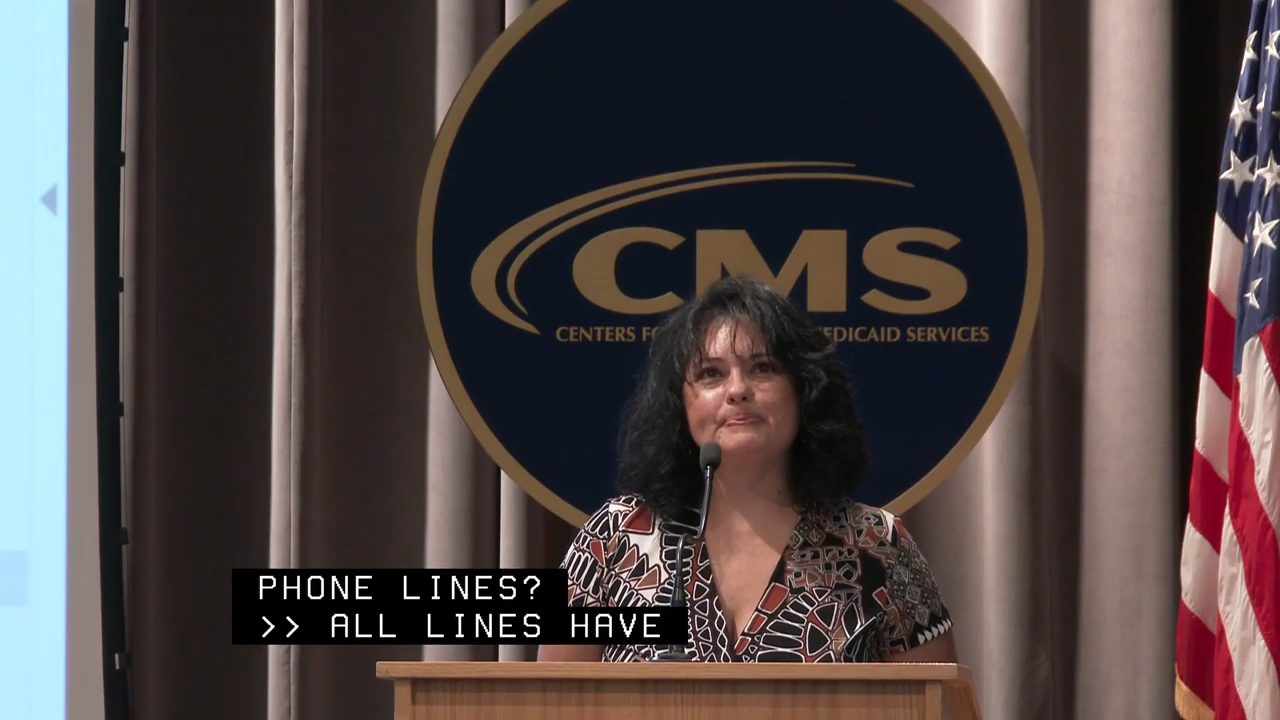 CMS
CENTERS FO EDICAID SERVICES
PHONE LINES?
>> ALL LINES HAVE